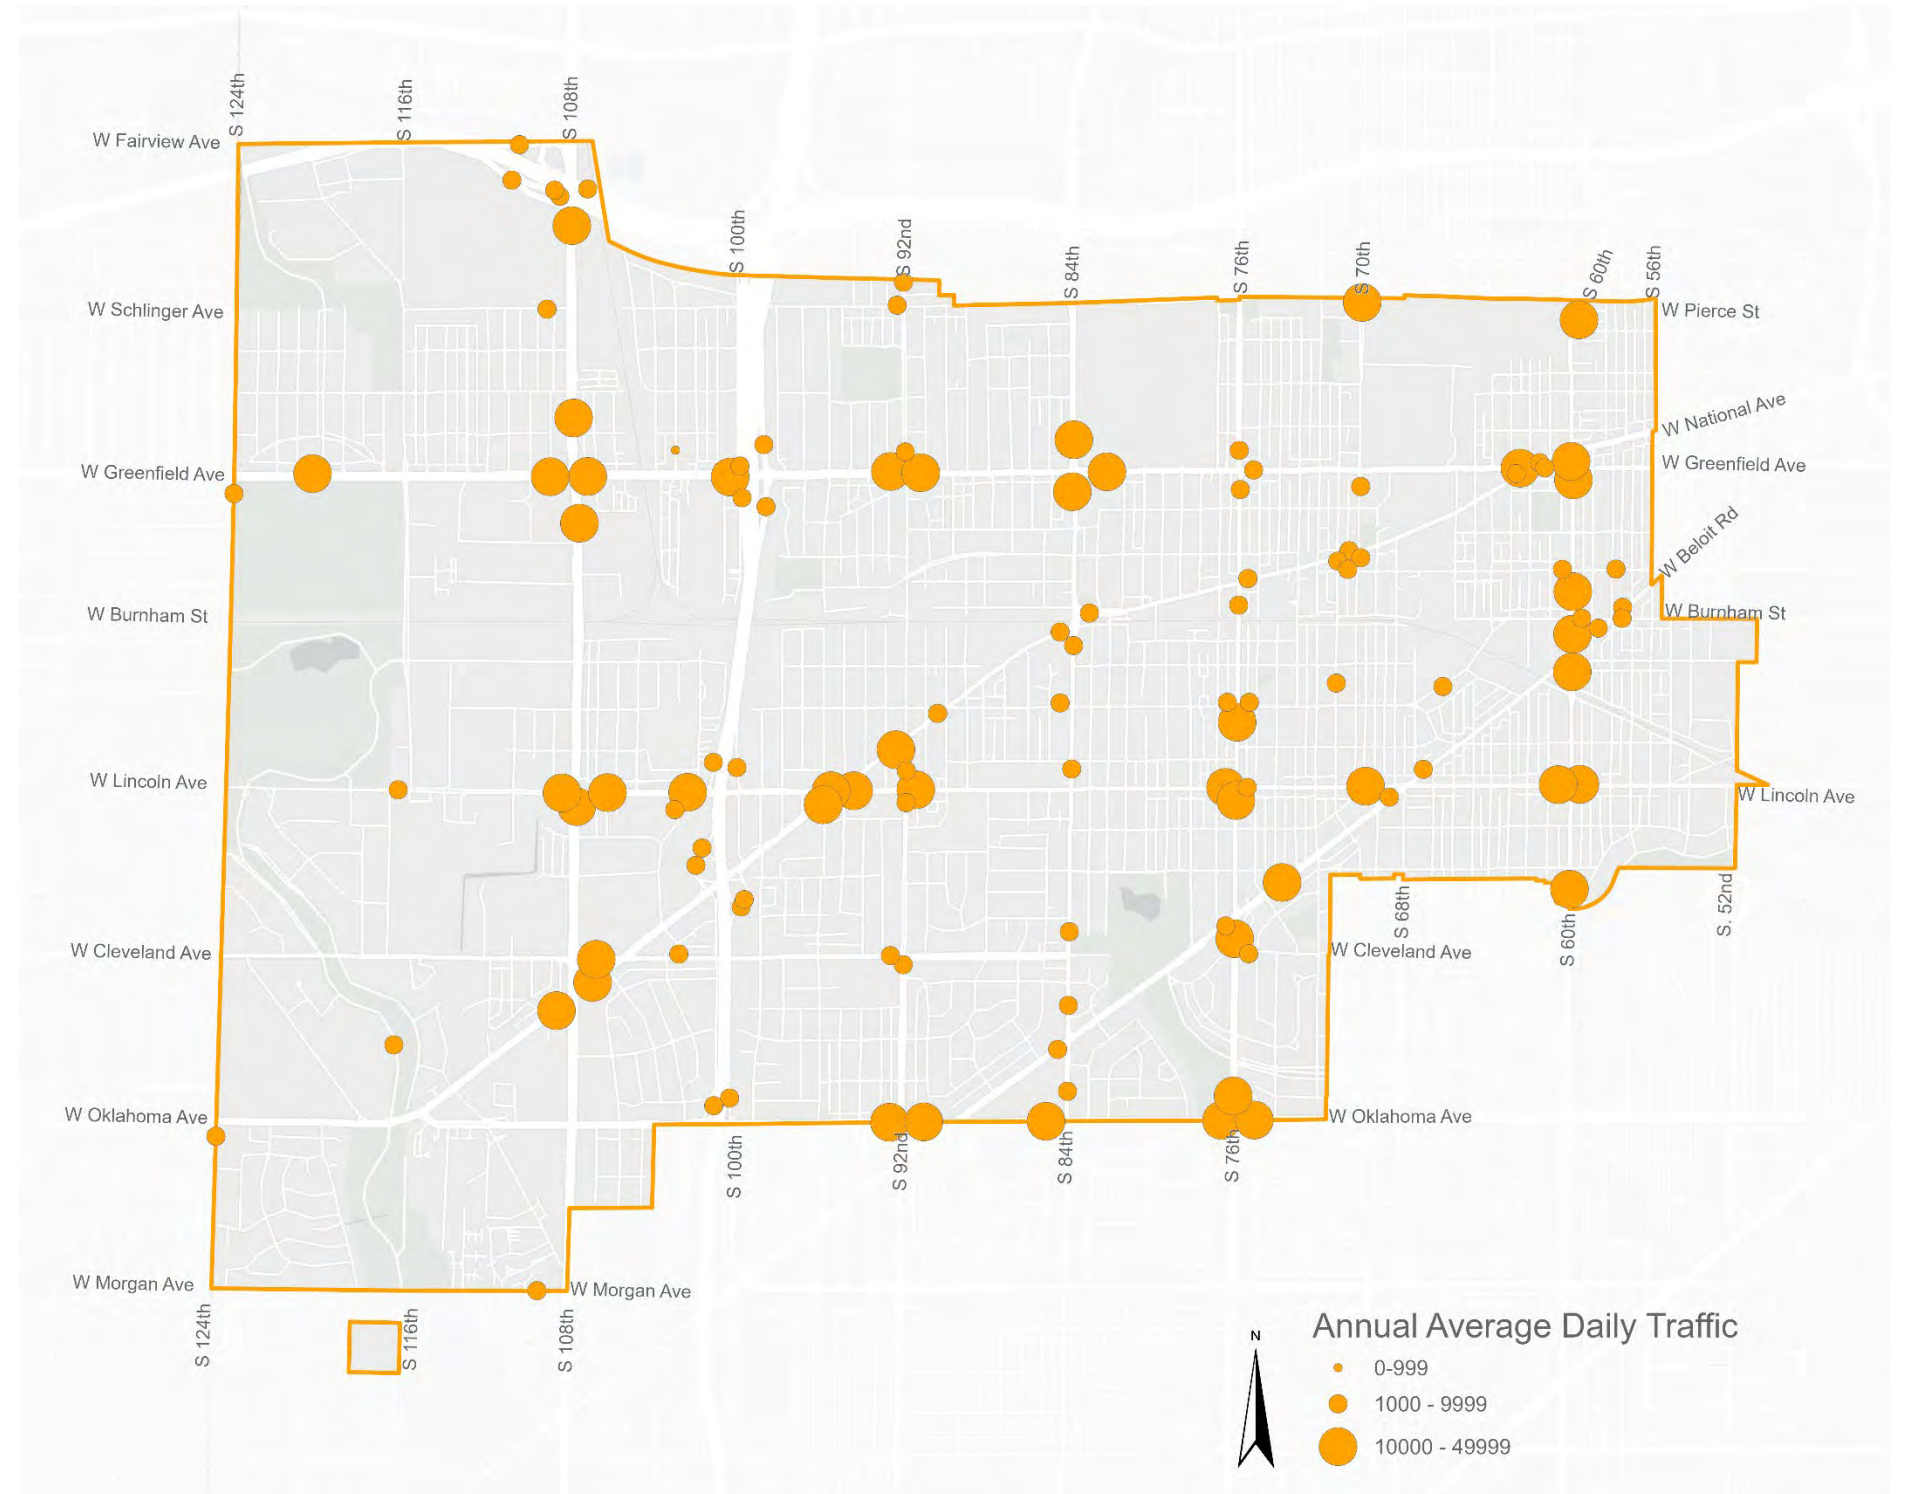 S 124th
S 116th
S 108th
W Fairview Ave
S 100th
S 92nd
S 84th
S 76th
S 70th
S 60th
S 56th
W Schlinger Ave
W Pierce St
W National Ave
W Greenfield Ave
W Greenfield Ave
W Beloit Rd
W Burnham St
W Burnham St
W Lincoln Ave
W Lincoln Ave
S 68th
S 60th
S. 52nd
W Cleveland Ave
W Cleveland Ave
W Oklahoma Ave
W Oklahoma Ave
S 100th
S 92nd
S 84th
S 76th
W Morgan Ave
W Morgan Ave
S 124th
S 116th
S 108th
N
Annual Average Daily Traffic
0-999
1000 - 9999
10000 - 49999